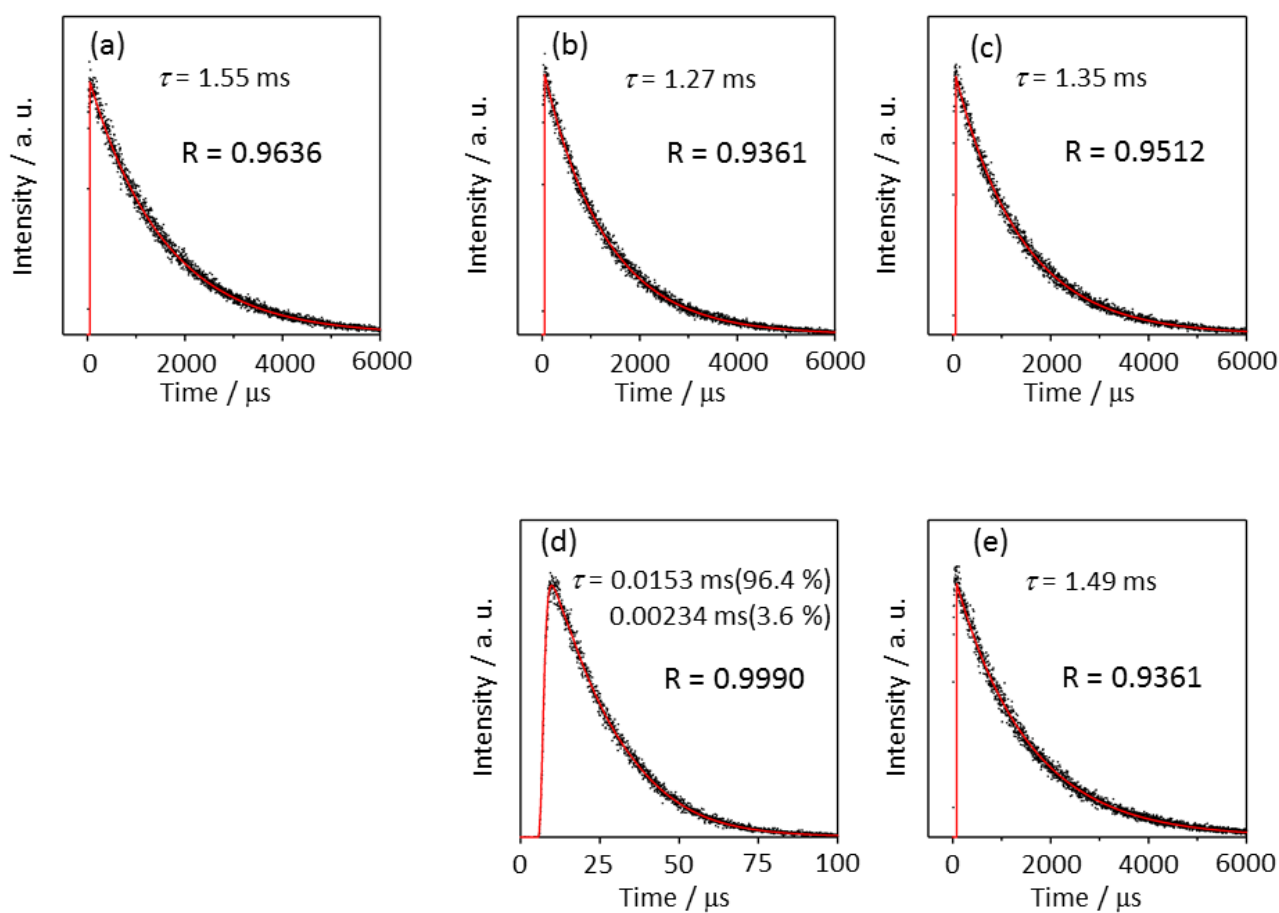 (a)
τ = 1.55 ms
R = 0.9636
Intensity / a. u.
0 2000 4000 6000
Time / μs
(b)
τ = 1.27 ms
R = 0.9361
Intensity / a. u.
0 2000 4000 6000
Time / μs
(c)
τ = 1.35 ms
R = 0.9512
Intensity / a. u.
0 2000 4000 6000
Time / μs
(d)
τ = 0.0153 ms(96.4 %)
0.00234 ms(3.6 %)
R = 0.9990
Intensity / a. u.
0 25 50 75 100
Time / μs
(e)
τ = 1.49 ms
R = 0.9361
Intensity / a. u.
0 2000 4000 6000
Time / μs